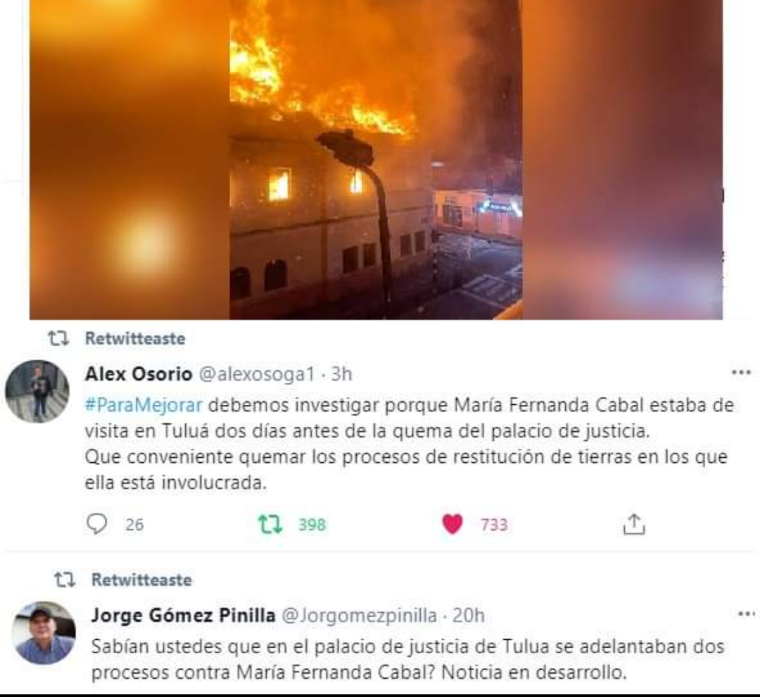 Retwitteaste
Alex Osorio @alexosoga1 · 3h
#ParaMejorar debemos investigar porque María Fernanda Cabal estaba de
visita en Tuluá dos días antes de la quema del palacio de justicia.
Que conveniente quemar los procesos de restitución de tierras en los que
ella está involucrada.
26 398 733
Retwitteaste
Jorge Gómez Pinilla @Jorgomezpinilla · 20h
Sabían ustedes que en el palacio de justicia de Tulua se adelantaban dos
procesos contra María Fernanda Cabal? Noticia en desarrollo.